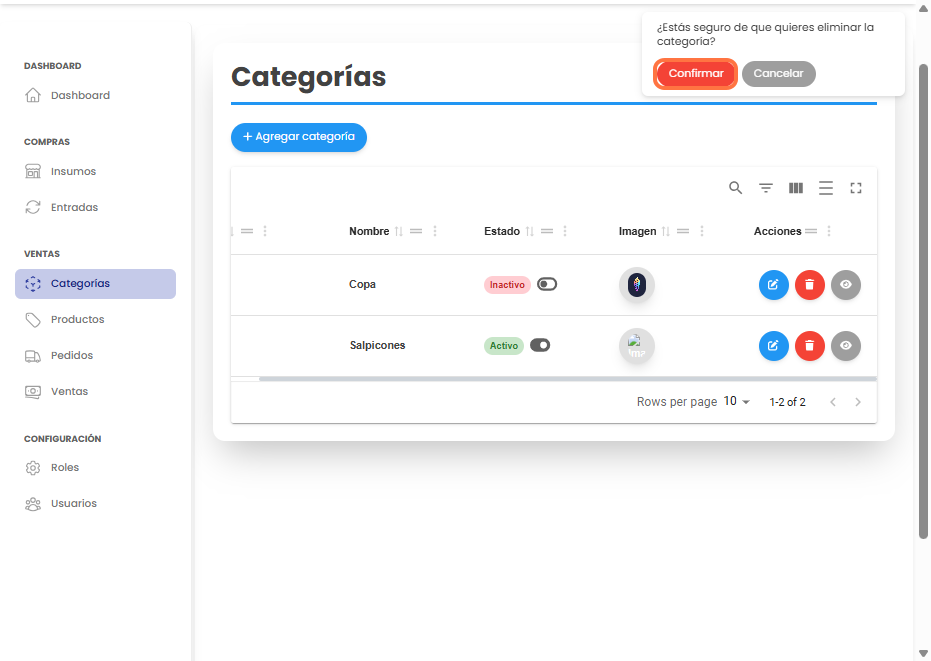 ¿Estás seguro de que quieres eliminar la
categoría?
Confirmar Cancelar
DASHBOARD
Dashboard
COMPRAS
Insumos
Entradas
VENTAS
Categorías
Productos
Pedidos
Ventas
CONFIGURACIÓN
Roles
Usuarios
Categorías
+ Agregar categoría
Nombre Estado Imagen Acciones
Copa Inactivo
Salpicones Activo
Rows per page 10 1-2 of 2